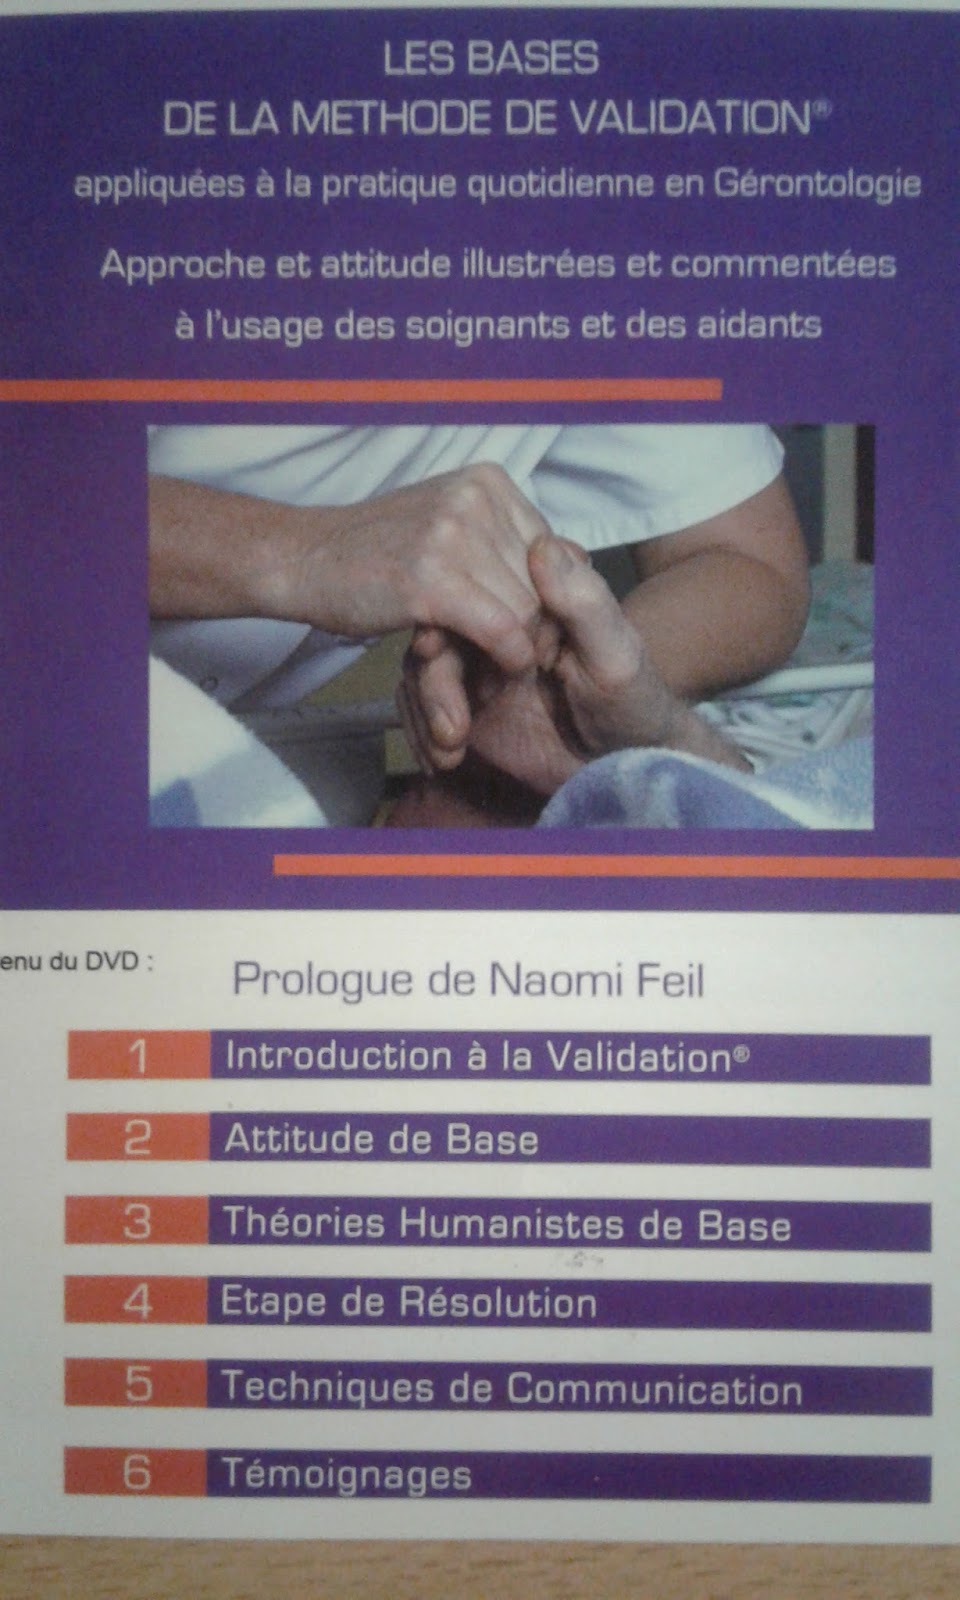 LES BASES
DE LA METHODE DE VALIDATION®
appliquées à la pratique quotidienne en Gérontologie
Approche et attitude illustrées et commentées
à l'usage des soignants et des aidants
enu du DVD :
Prologue de Naomi Feil
1 Introduction à la Validation®
2 Attitude de Base
3 Théories Humanistes de Base
4 Etape de Résolution
5 Techniques de Communication
6 Témoignages